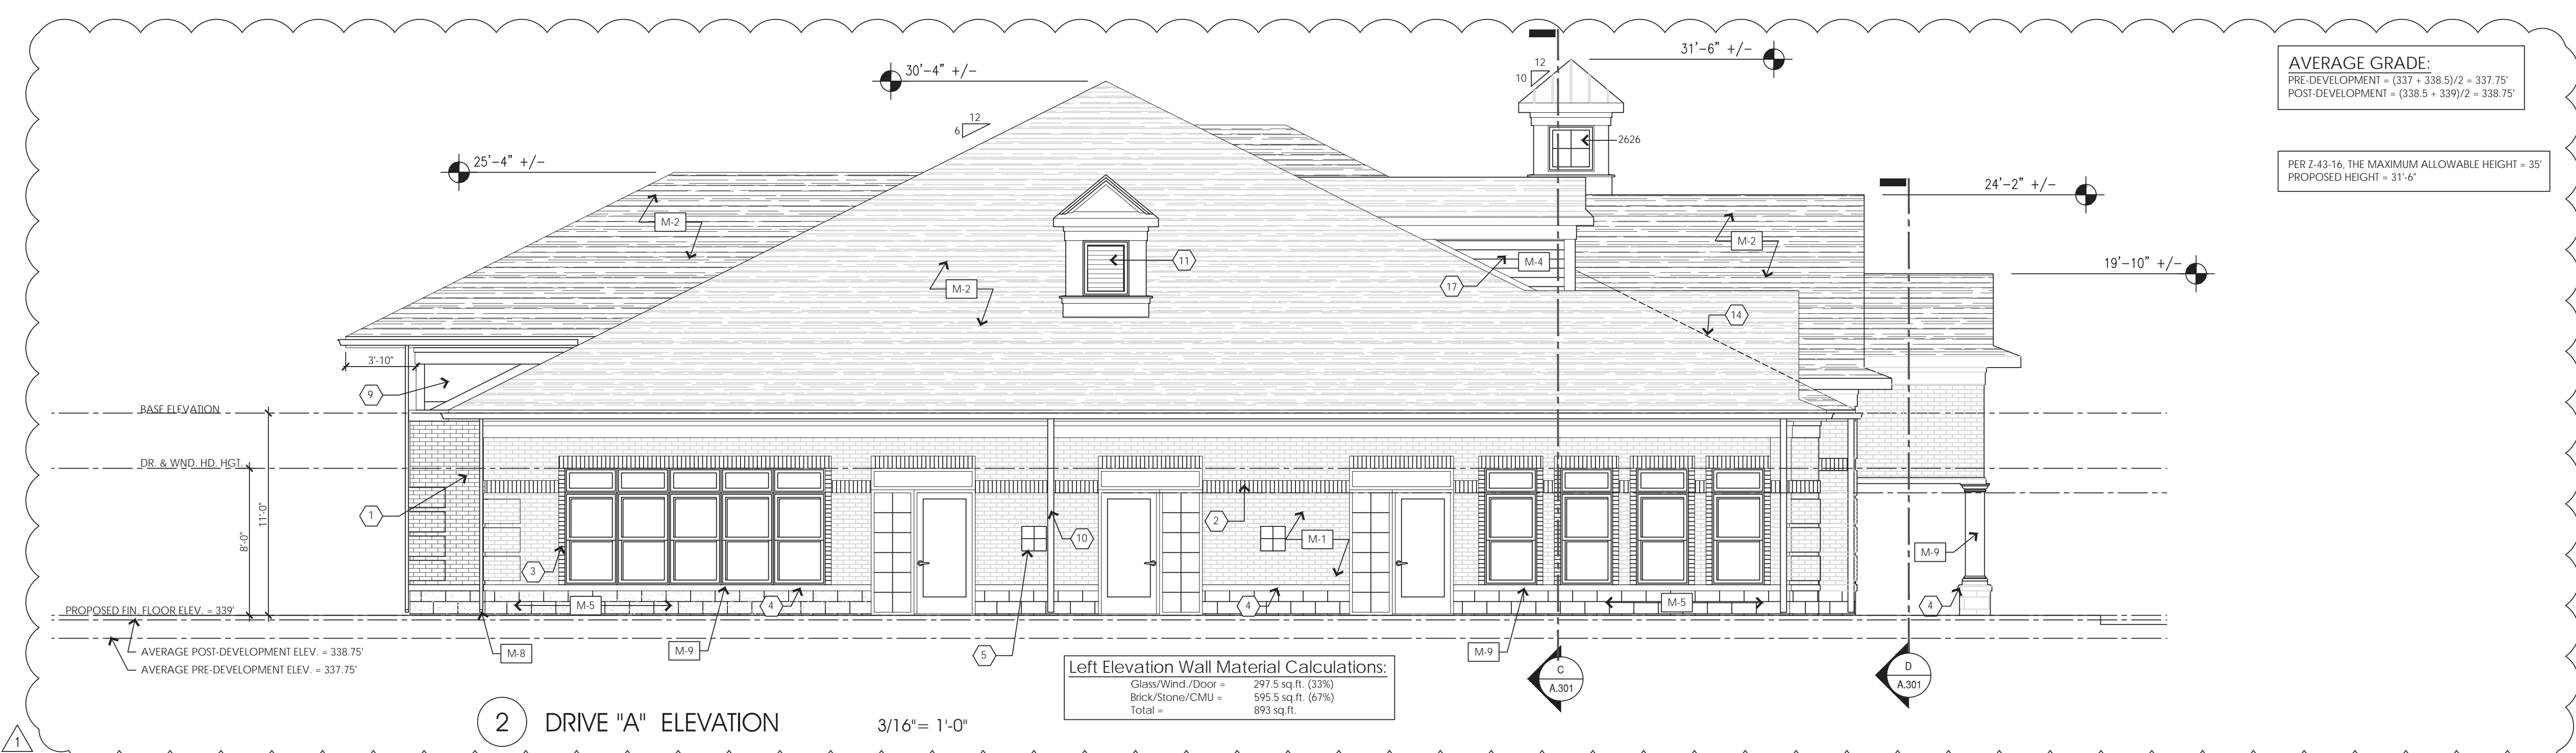 31'-6" +/-
30'-4" +/-
12
10
12
6
25'-4" +/-
24'-2" +/-
19'-10" +/-
AVERAGE GRADE:
PRE-DEVELOPMENT = (337 + 338.5)/2 = 337.75'
POST-DEVELOPMENT = (338.5 + 339)/2 = 338.75'
PER Z-43-16, THE MAXIMUM ALLOWABLE HEIGHT = 35'
PROPOSED HEIGHT = 31'-6"
2626
M-2
M-2
M-2
M-4
11
17
14
3'-10"
9
BASE ELEVATION
DR. & WND. HD. HGT.
11'-0"
8'-0"
1
3
2
10
M-1
M-9
M-5
4
4
M-5
4
PROPOSED FIN. FLOOR ELEV. = 339'
AVERAGE POST-DEVELOPMENT ELEV. = 338.75'
AVERAGE PRE-DEVELOPMENT ELEV. = 337.75'
M-8
M-9
5
M-9
C
A.301
D
A.301
Left Elevation Wall Material Calculations:
Glass/Wind./Door = 297.5 sq.ft. (33%)
Brick/Stone/CMU = 595.5 sq.ft. (67%)
Total = 893 sq.ft.
2 DRIVE "A" ELEVATION 3/16"= 1'-0"
1